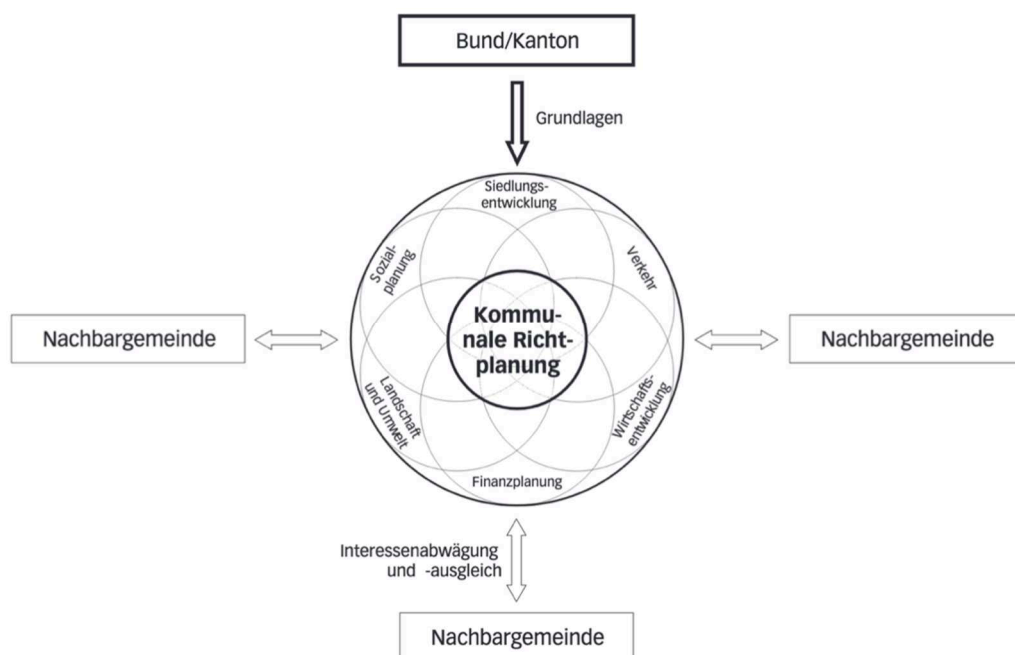 Bund/Kanton
Grundlagen
Siedlungs-
entwicklung
Sozial-
planung
Verkehr
Nachbargemeinde
Kommu-
nale Richt-
planung
Nachbargemeinde
Landschaft
und Umwelt
Wirtschafts-
entwicklung
Finanzplanung
Interessenabwägung
und -ausgleich
Nachbargemeinde